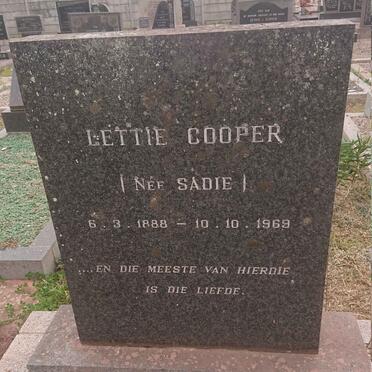 LETTIE COOPER
( NÉE SADIE )
6 . 3 . 1888 — 10 . 10 . 1969
....EN DIE MEESTE VAN HIERDIE
IS DIE LIEFDE.